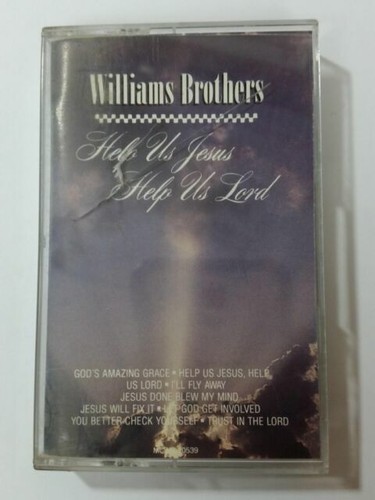 Williams Brothers
Help Us Jesus
Help Us Lord
GOD'S AMAZING GRACE • HELP US JESUS, HELP
US LORD • I'LL FLY AWAY
JESUS DONE BLEW MY MIND
JESUS WILL FIX IT • LET GOD GET INVOLVED
YOU BETTER CHECK YOURSELF • TRUST IN THE LORD